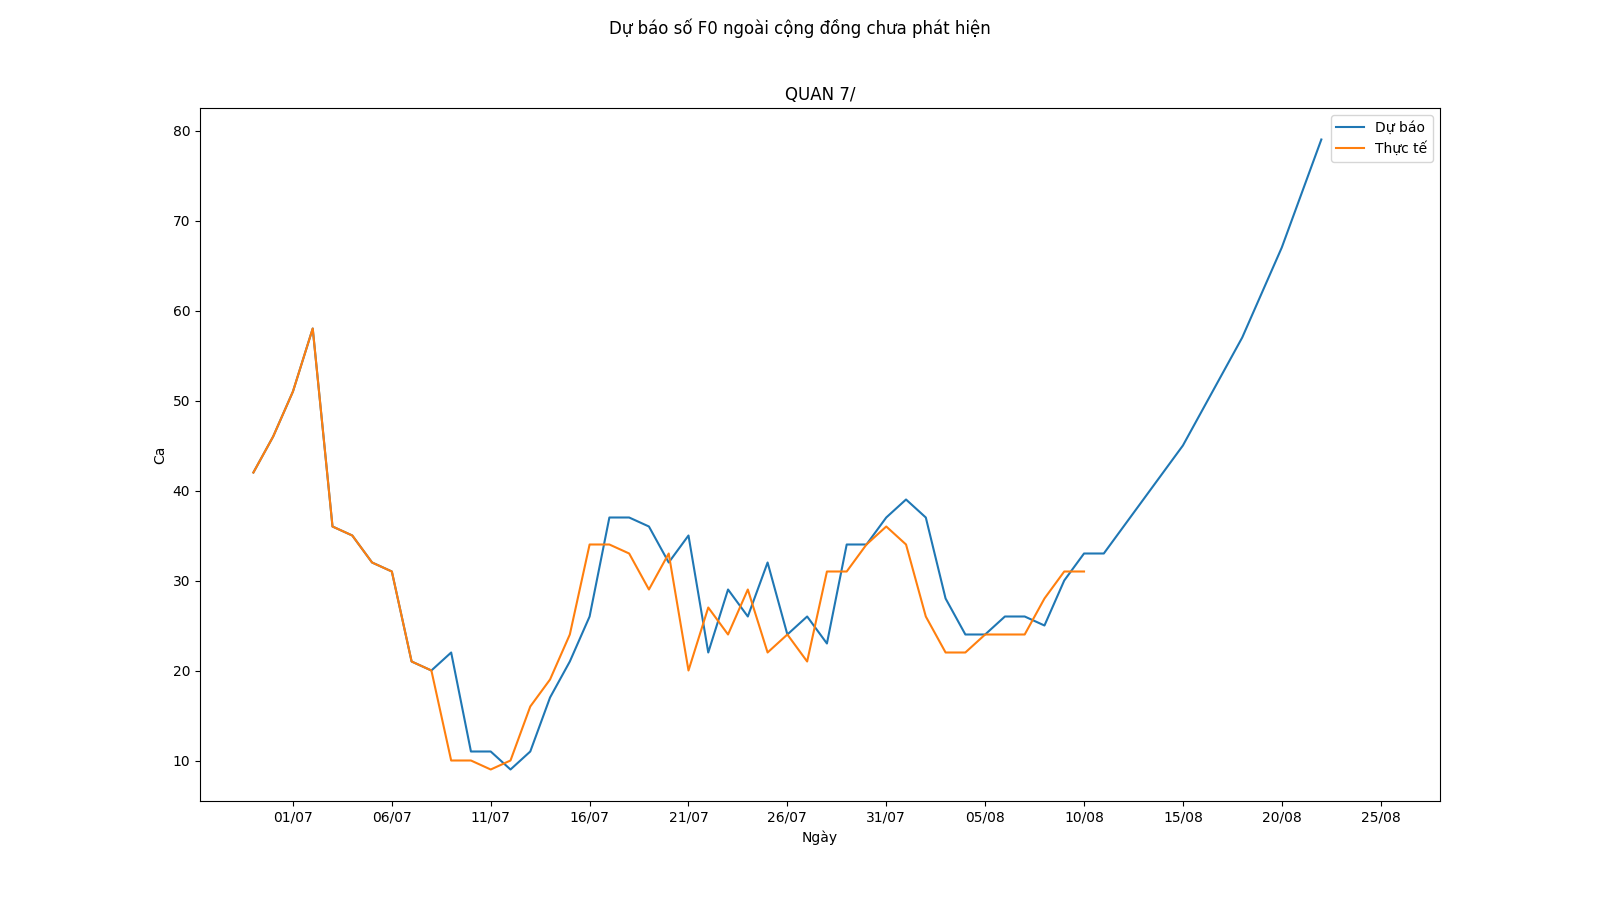 Dự báo số F0 ngoài cộng đồng chưa phát hiện
QUAN 7/
Dự báo
Thực tế
80
70
60
50
40
30
20
10
Ca
01/07 06/07 11/07 16/07 21/07 26/07 31/07 05/08 10/08 15/08 20/08 25/08
Ngày